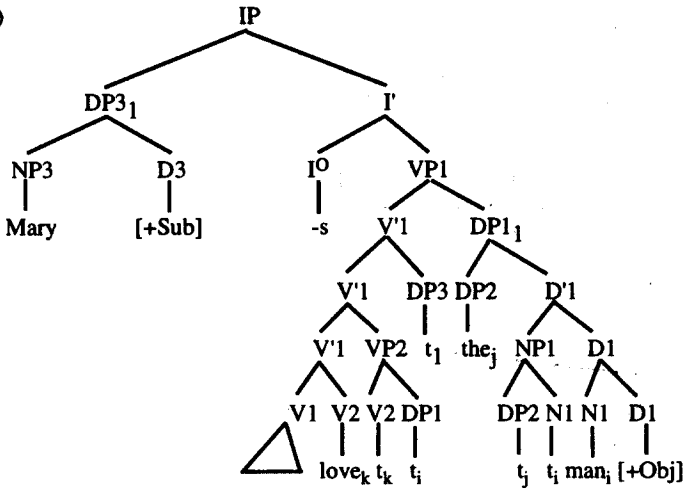 )
IP
DP3₁ I'
NP3 D3 I⁰ VP1
Mary [+Sub] -s V'1 DP1₁
V'1 DP3 DP2 D'1
t₁ theⱼ
V'1 VP2 NP1 D1
V1 V2 V2 DP1 DP2 N1 N1 D1
loveₖ tₖ tᵢ tⱼ tᵢ manᵢ [+Obj]